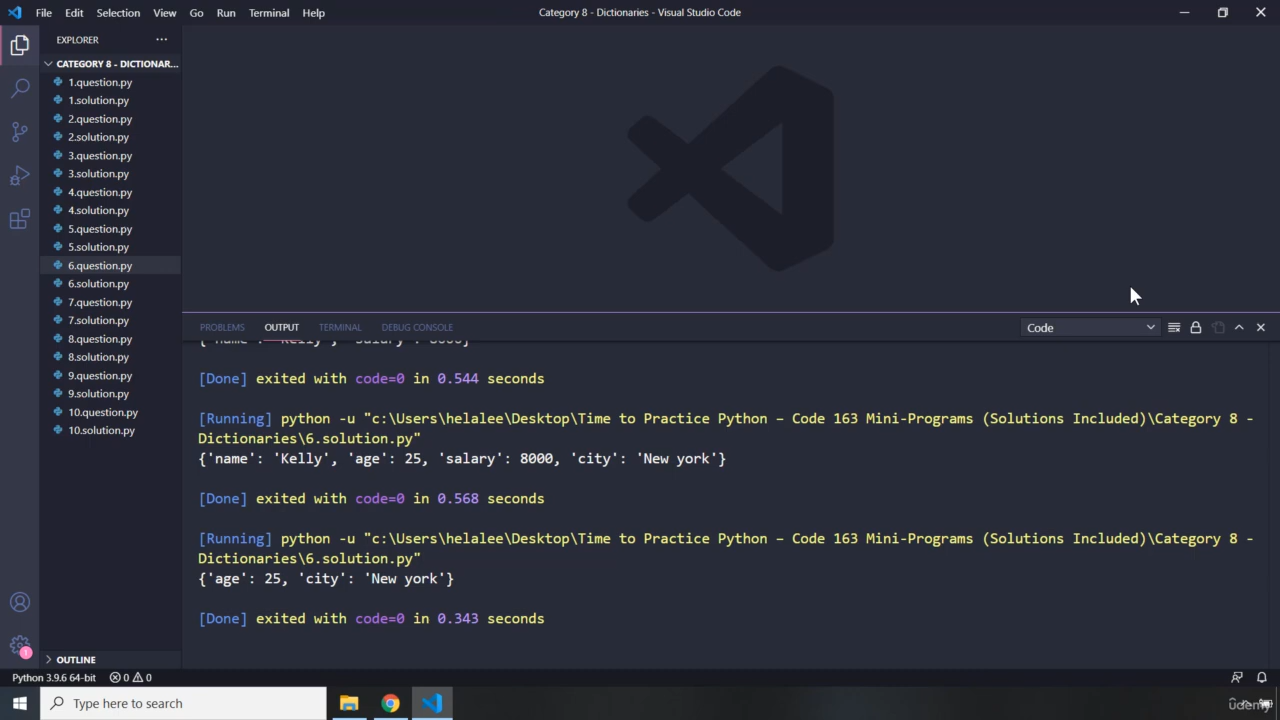 File Edit Selection View Go Run Terminal Help
Category 8 - Dictionaries - Visual Studio Code
EXPLORER
CATEGORY 8 - DICTIONAR...
1.question.py
1.solution.py
2.question.py
2.solution.py
3.question.py
3.solution.py
4.question.py
4.solution.py
5.question.py
5.solution.py
6.question.py
6.solution.py
7.question.py
7.solution.py
8.question.py
8.solution.py
9.question.py
9.solution.py
10.question.py
10.solution.py
OUTLINE
PROBLEMS OUTPUT TERMINAL DEBUG CONSOLE
Code
{'name': 'Kelly', 'salary': 8000}
[Done] exited with code=0 in 0.544 seconds
[Running] python -u "c:\Users\helalee\Desktop\Time to Practice Python – Code 163 Mini-Programs (Solutions Included)\Category 8 -
Dictionaries\6.solution.py"
{'name': 'Kelly', 'age': 25, 'salary': 8000, 'city': 'New york'}
[Done] exited with code=0 in 0.568 seconds
[Running] python -u "c:\Users\helalee\Desktop\Time to Practice Python – Code 163 Mini-Programs (Solutions Included)\Category 8 -
Dictionaries\6.solution.py"
{'age': 25, 'city': 'New york'}
[Done] exited with code=0 in 0.343 seconds
Python 3.9.6 64-bit 0 0
1
Type here to search
Udemy